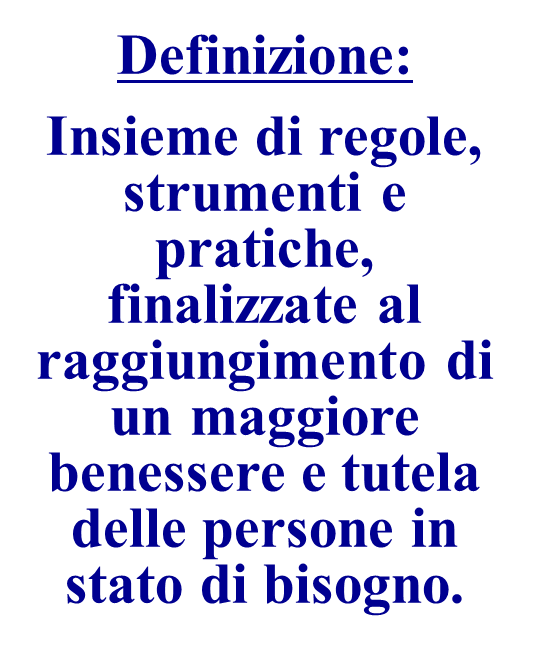 Definizione:
Insieme di regole,
strumenti e
pratiche,
finalizzate al
raggiungimento di
un maggiore
benessere e tutela
delle persone in
stato di bisogno.